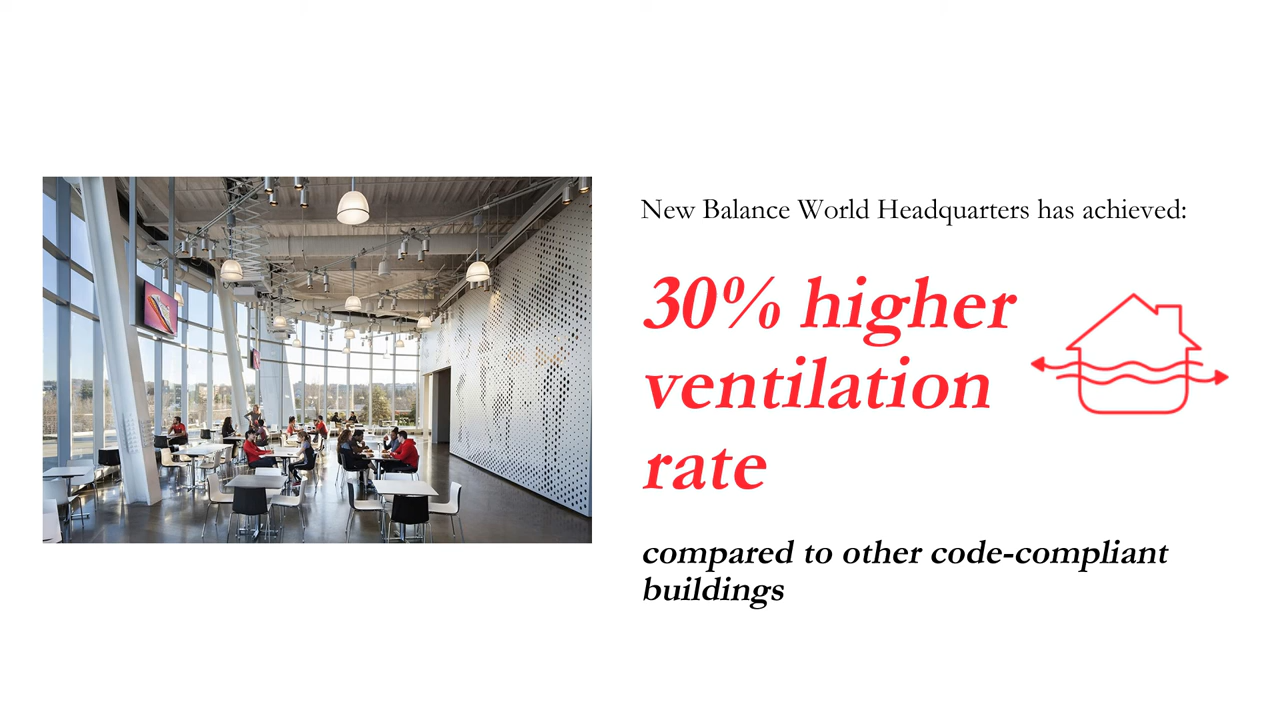 New Balance World Headquarters has achieved:
30% higher
ventilation
rate
compared to other code-compliant
buildings